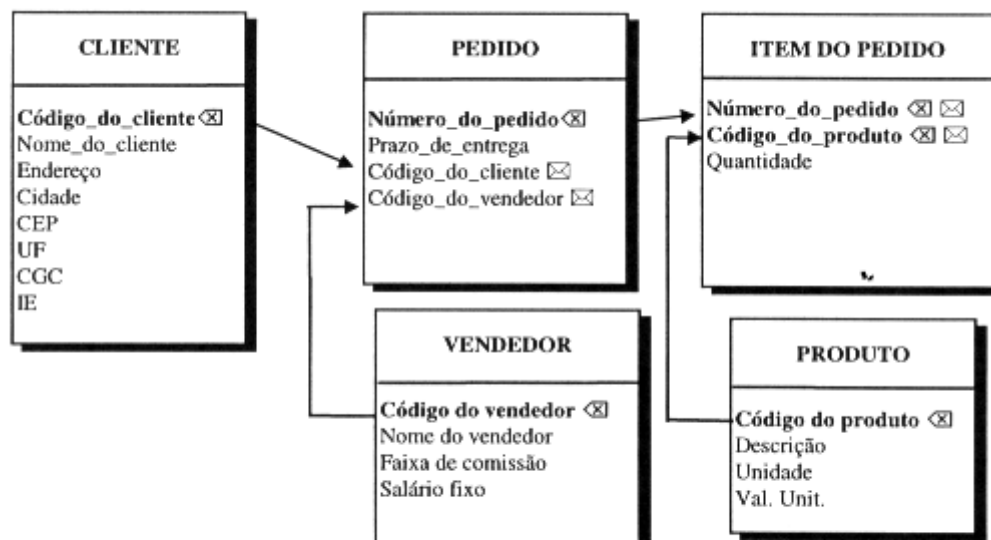 CLIENTE
Código_do_cliente
Nome_do_cliente
Endereço
Cidade
CEP
UF
CGC
IE
PEDIDO
Número_do_pedido
Prazo_de_entrega
Código_do_cliente
Código_do_vendedor
ITEM DO PEDIDO
Número_do_pedido
Código_do_produto
Quantidade
VENDEDOR
Código do vendedor
Nome do vendedor
Faixa de comissão
Salário fixo
PRODUTO
Código do produto
Descrição
Unidade
Val. Unit.